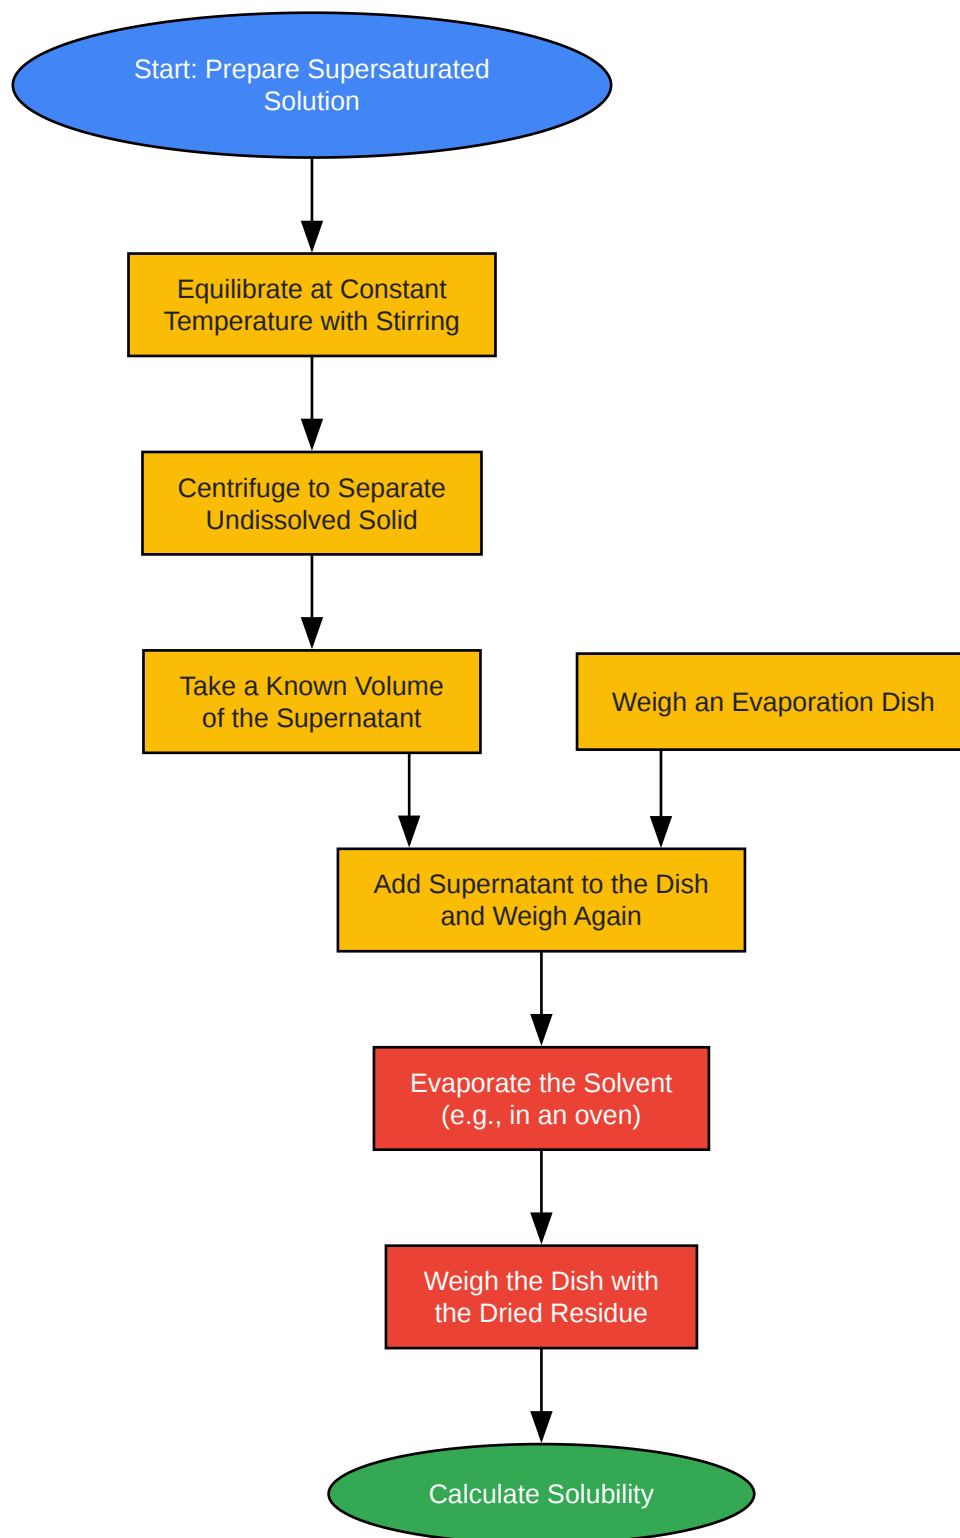 Start: Prepare Supersaturated
Solution
Equilibrate at Constant
Temperature with Stirring
Centrifuge to Separate
Undissolved Solid
Take a Known Volume
of the Supernatant
Weigh an Evaporation Dish
Add Supernatant to the Dish
and Weigh Again
Evaporate the Solvent
(e.g., in an oven)
Weigh the Dish with
the Dried Residue
Calculate Solubility